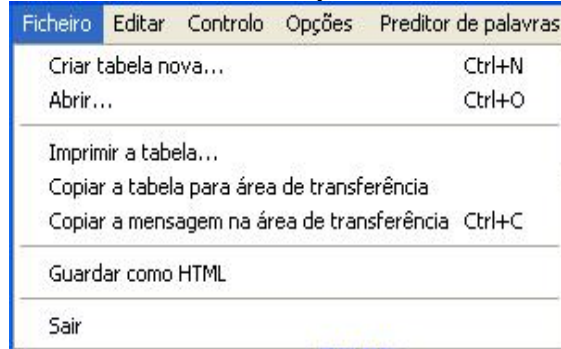 Ficheiro Editar Controlo Opções Preditor de palavras
Criar tabela nova... Ctrl+N
Abrir... Ctrl+O
Imprimir a tabela...
Copiar a tabela para área de transferência
Copiar a mensagem na área de transferência Ctrl+C
Guardar como HTML
Sair